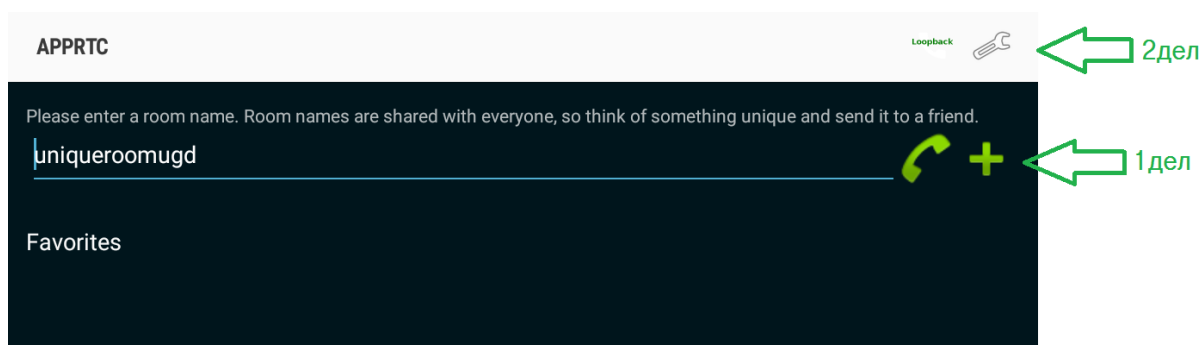 APPRTC
Loopback
2дел
Please enter a room name. Room names are shared with everyone, so think of something unique and send it to a friend.
uniqueroomugd
1дел
Favorites